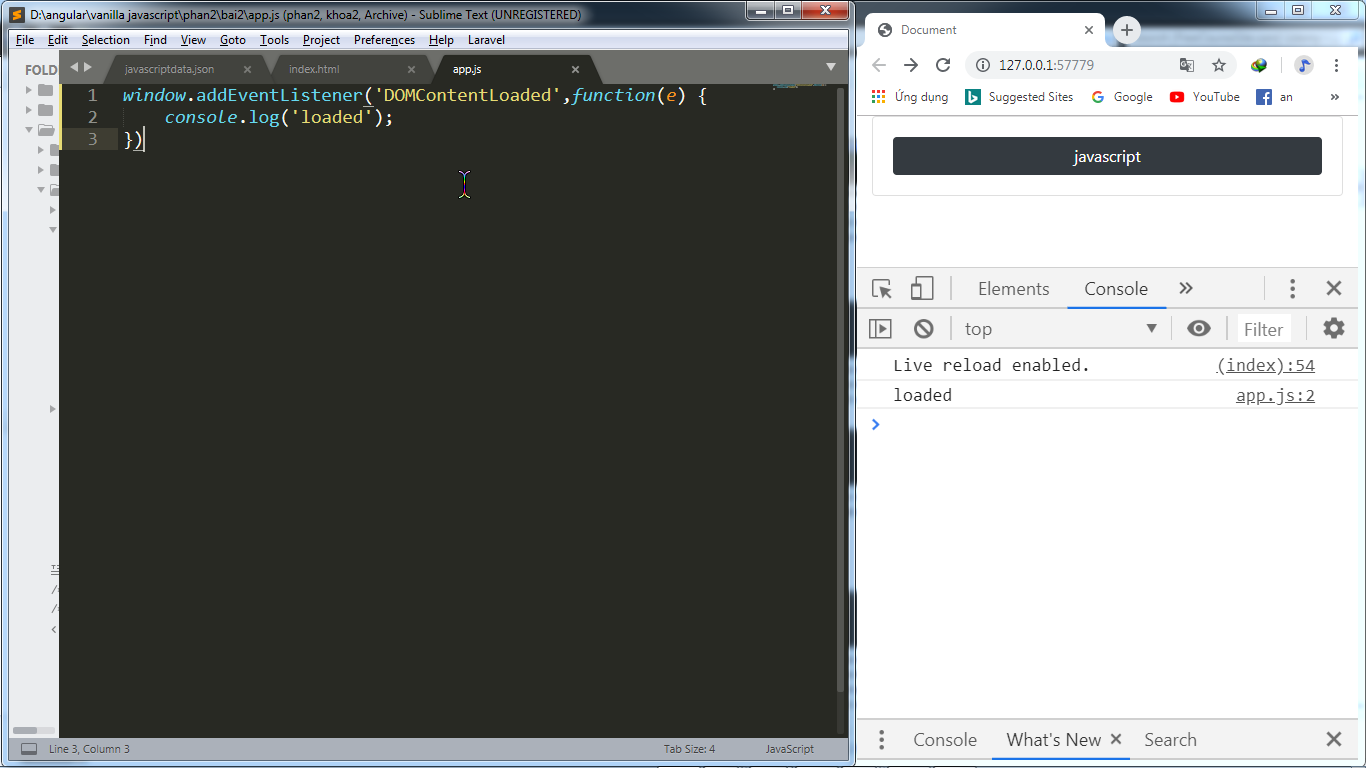 D:\angular\vanilla javascript\phan2\bai2\app.js (phan2, khoa2, Archive) - Sublime Text (UNREGISTERED)
File Edit Selection Find View Goto Tools Project Preferences Help Laravel
FOLD
javascriptdata.json × index.html × app.js ×
1 window.addEventListener('DOMContentLoaded',function(e) {
2 console.log('loaded');
3 })
Line 3, Column 3 Tab Size: 4 JavaScript
Document
127.0.0.1:57779
Ứng dụng Suggested Sites Google YouTube an »
javascript
Elements Console »
top Filter
Live reload enabled. (index):54
loaded app.js:2
Console What's New × Search